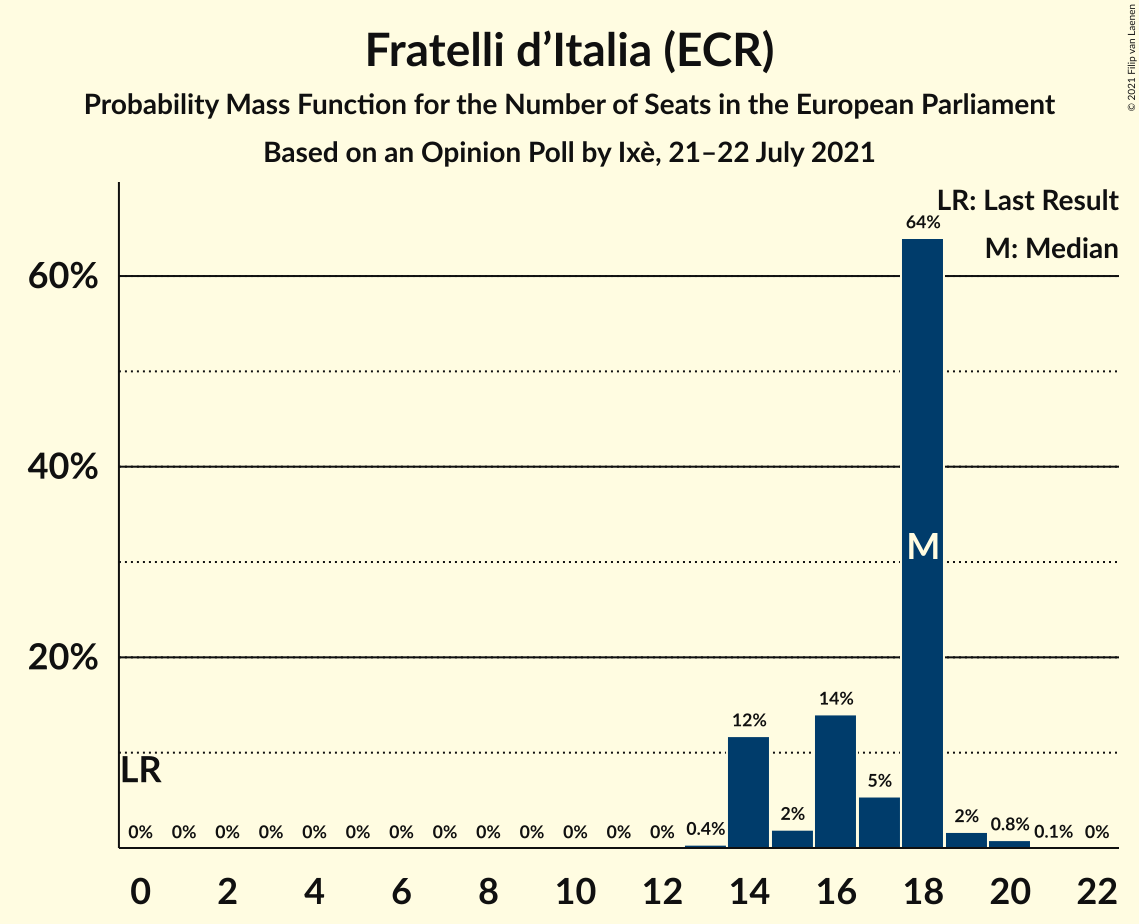 © 2021 Filip van Laenen
Fratelli d’Italia (ECR)
Probability Mass Function for the Number of Seats in the European Parliament
Based on an Opinion Poll by Ixè, 21–22 July 2021
LR: Last Result
M: Median
60%
40%
20%
LR
M
0% 0% 0% 0% 0% 0% 0% 0% 0% 0% 0% 0% 0% 0.4% 12% 2% 14% 5% 64% 2% 0.8% 0.1% 0%
0 2 4 6 8 10 12 14 16 18 20 22